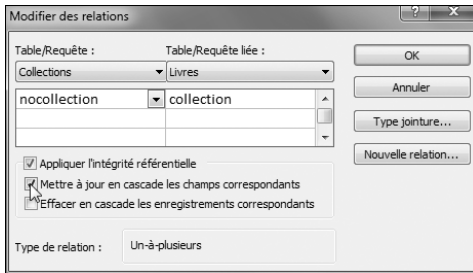 Modifier des relations
Table/Requête : Table/Requête liée :
Collections Livres
nocollection collection
Appliquer l'intégrité référentielle
Mettre à jour en cascade les champs correspondants
Effacer en cascade les enregistrements correspondants
Type de relation : Un-à-plusieurs
OK
Annuler
Type jointure...
Nouvelle relation...